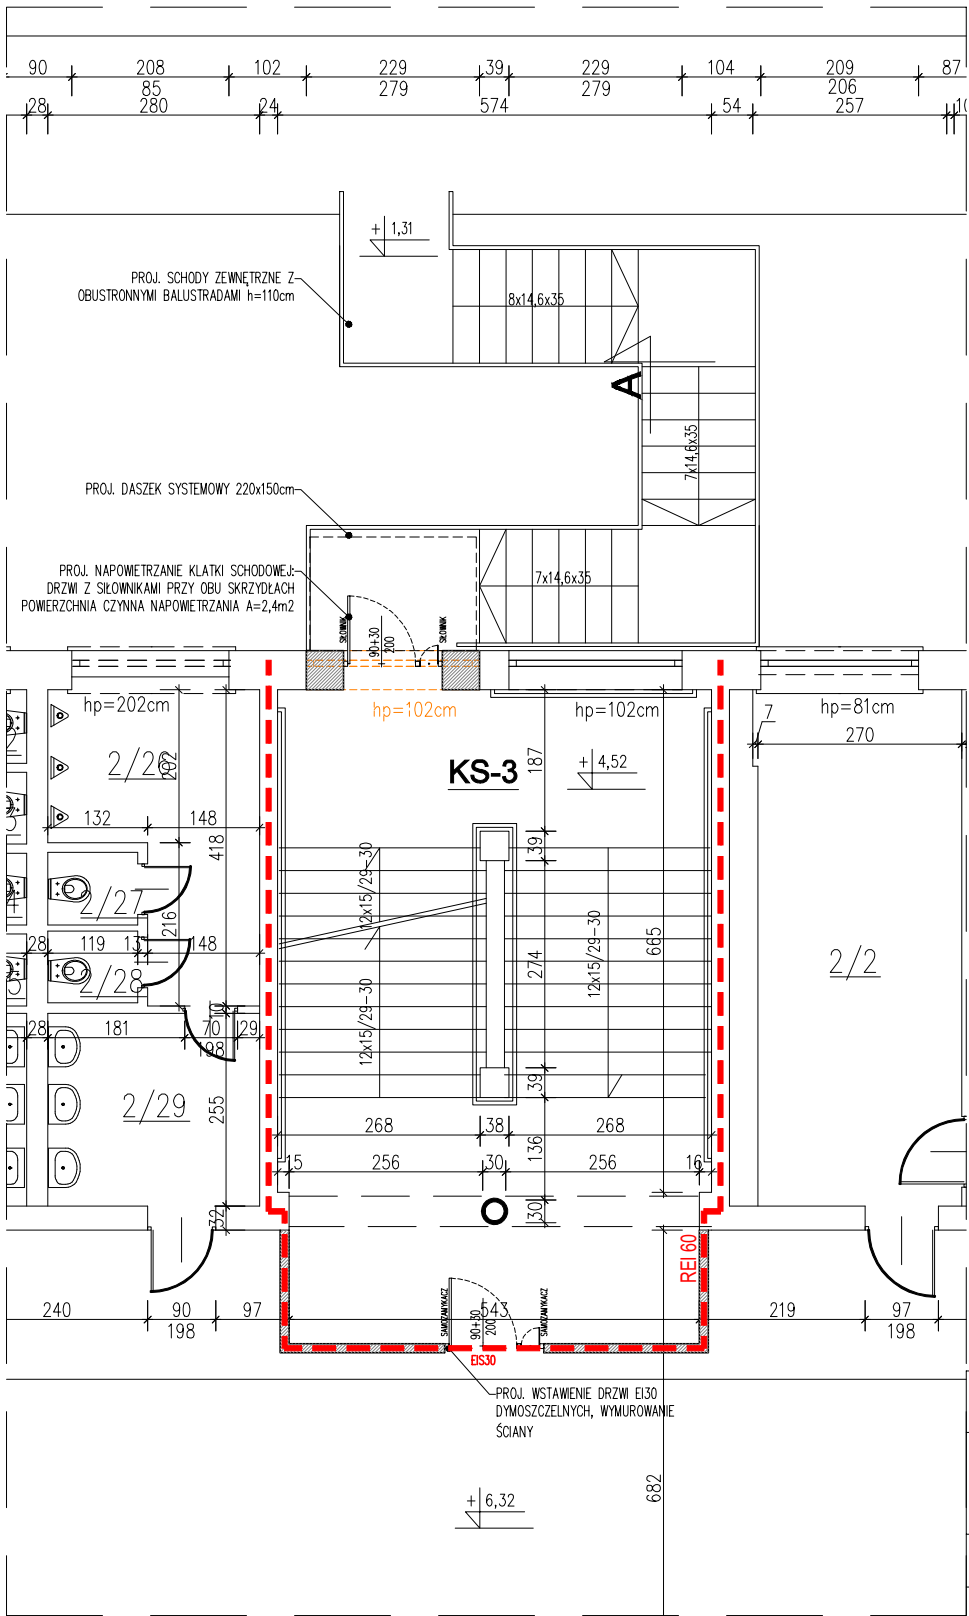 90 208 102 229 39 229 104 209 87
85 279 279 206
28 280 24 574 54 257
+ 1,31
PROJ. SCHODY ZEWNĘTRZNE Z
OBUSTRONNYMI BALUSTRADAMI h=110cm
8x14,6x35
A
7x14,6x35
PROJ. DASZEK SYSTEMOWY 220x150cm
PROJ. NAPOWIETRZANIE KLATKI SCHODOWEJ:
DRZWI Z SIŁOWNIKAMI PRZY OBU SKRZYDŁACH
POWIERZCHNIA CZYNNA NAPOWIETRZANIA A=2,4m2
7x14,6x35
SIŁOWNIK
90+30
200
SIŁOWNIK
hp=202cm
hp=102cm
hp=102cm
hp=81cm
7
270
2/26
202
KS-3
187
+ 4,52
132 148
418
39
12x15/29-30
2/27
216
12x15/29-30
665
274
2/2
28 119 13 148
2/28
10
12x15/29-30
28 181 70 29
198
39
2/29
255
268 38 268
136
15 256 30 256 16
32
30
REI 60
240 90 97 543 219 97
198 198
SAMOZAMYKACZ
90+30
200
SAMOZAMYKACZ
EIS30
PROJ. WSTAWIENIE DRZWI EI30
DYMOSZCZELNYCH, WYMUROWANIE
ŚCIANY
682
+ 6,32